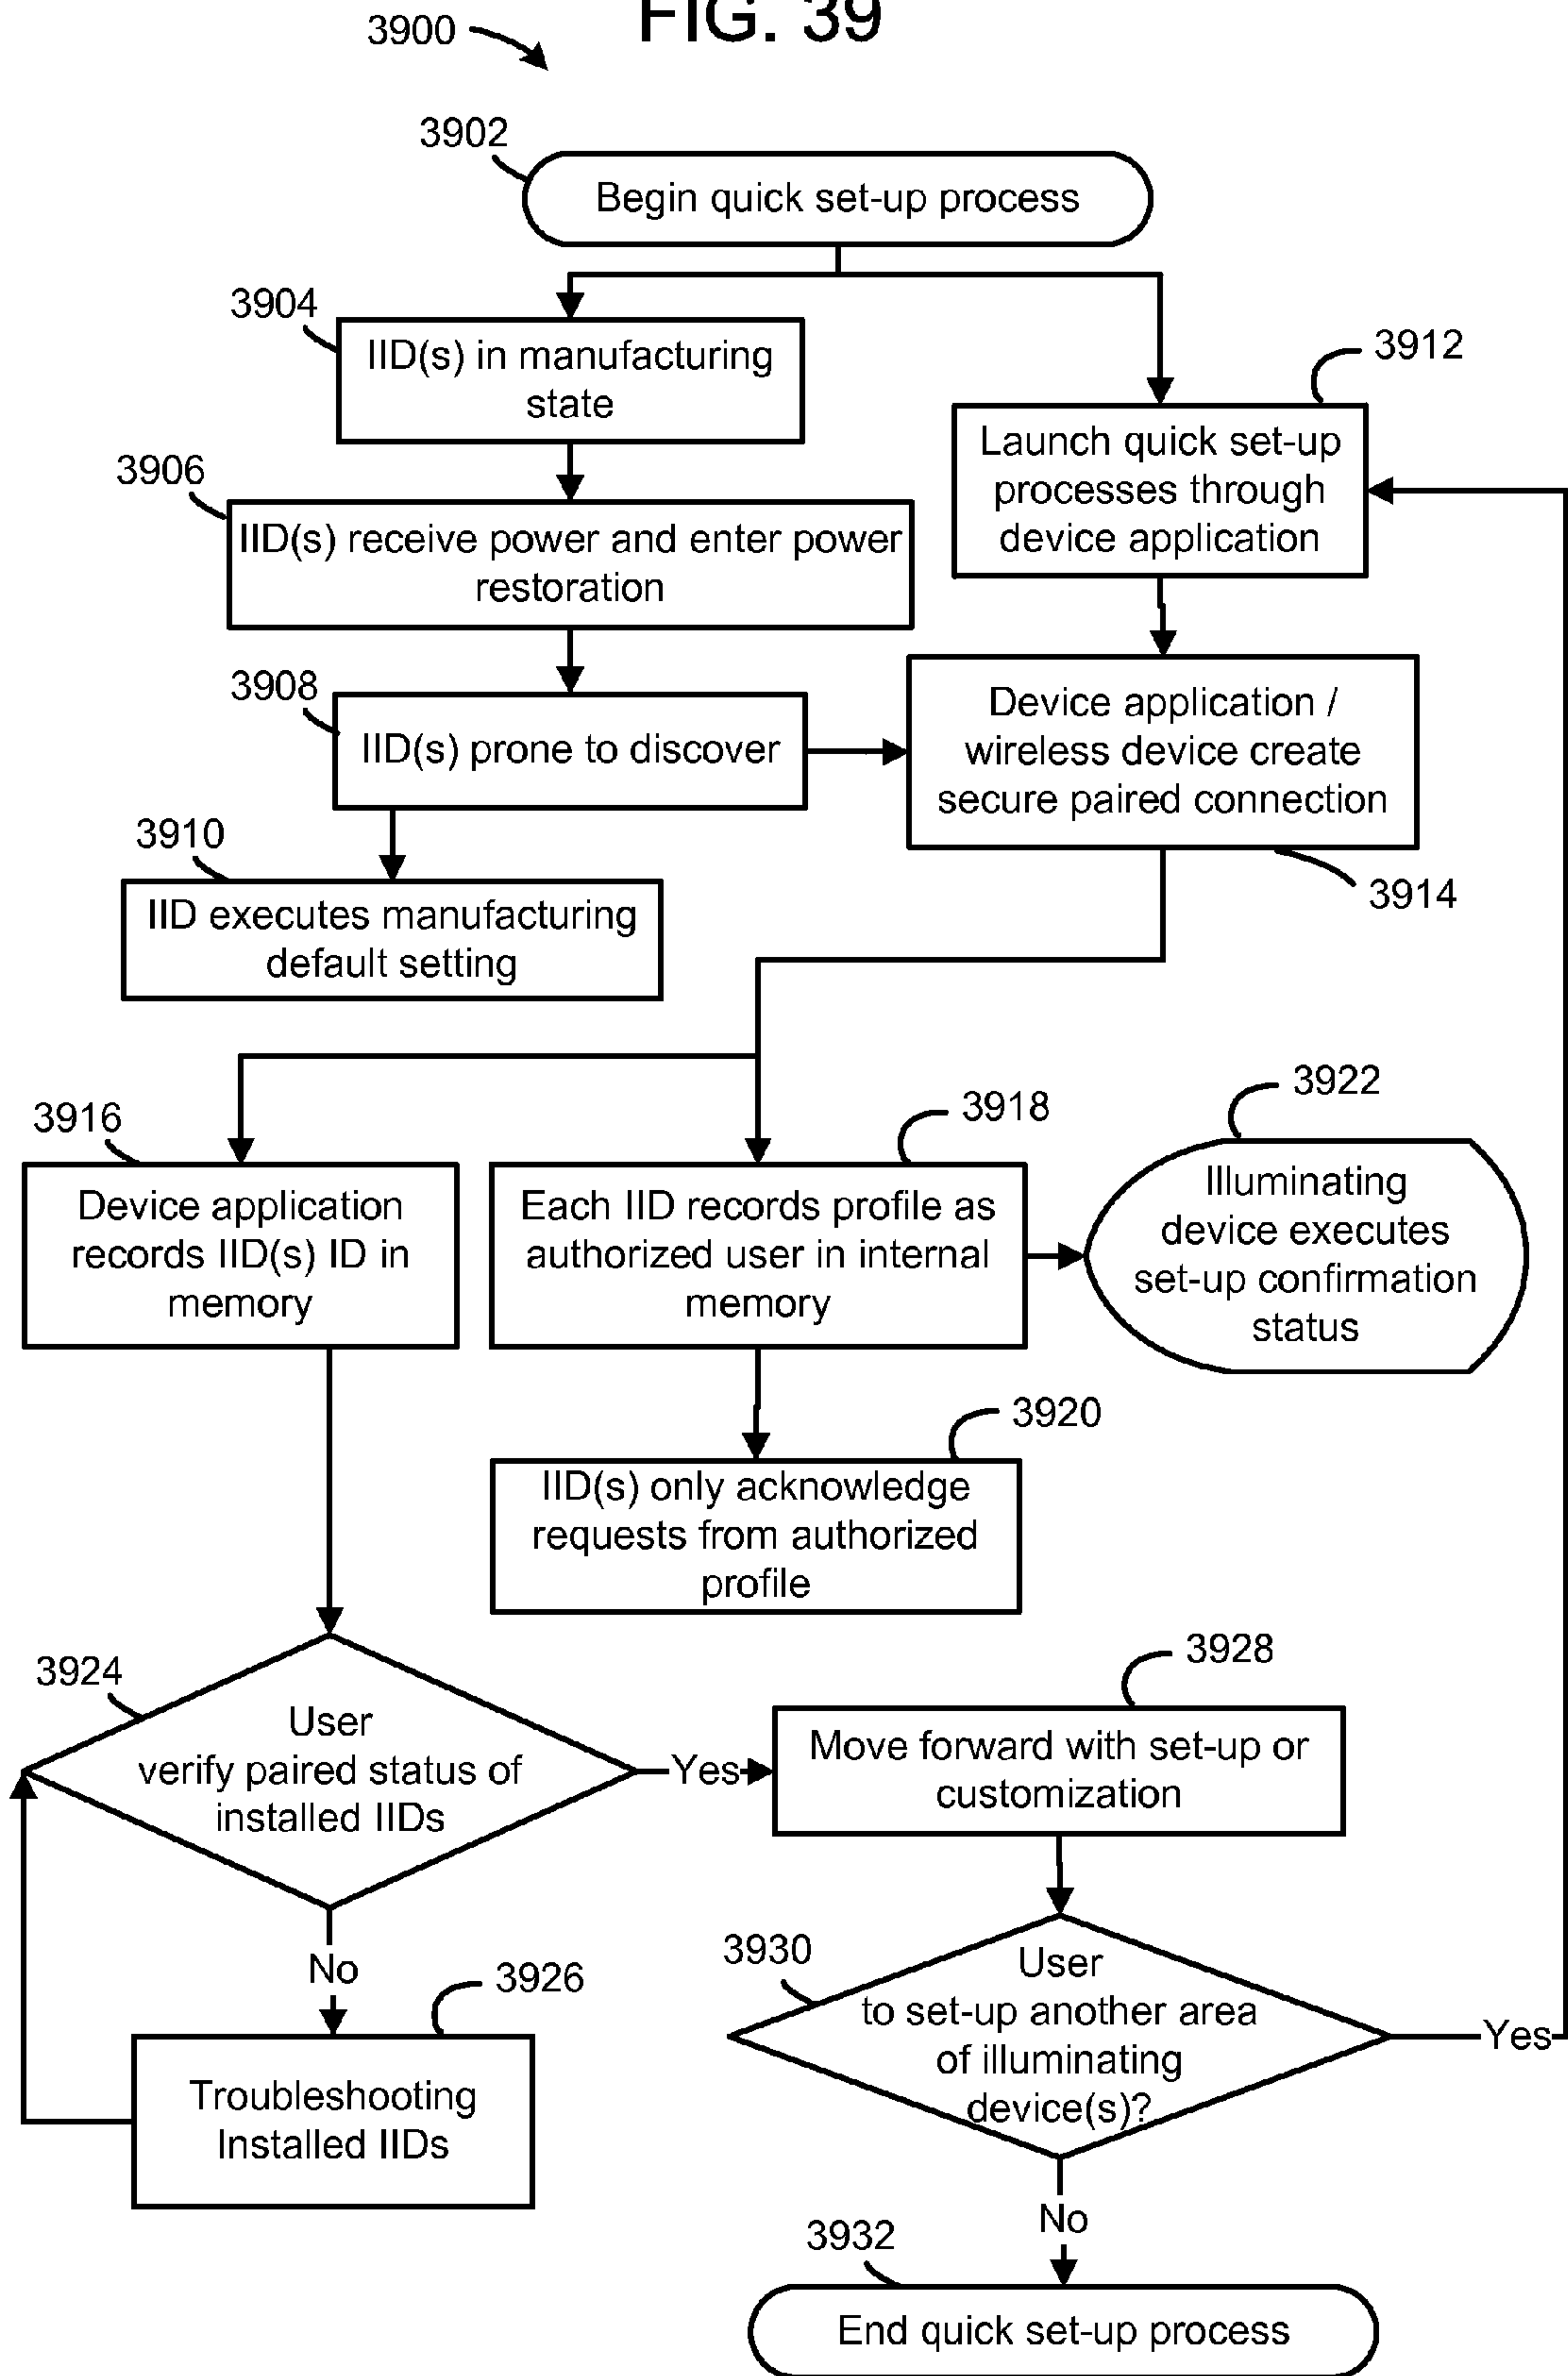 FIG. 39
3900
3902
Begin quick set-up process
3904
IID(s) in manufacturing
state
3912
Launch quick set-up
processes through
device application
3906
IID(s) receive power and enter power
restoration
3908
IID(s) prone to discover
Device application /
wireless device create
secure paired connection
3914
3910
IID executes manufacturing
default setting
3916
Device application
records IID(s) ID in
memory
3918
Each IID records profile as
authorized user in internal
memory
3922
Illuminating
device executes
set-up confirmation
status
3920
IID(s) only acknowledge
requests from authorized
profile
3924
User
verify paired status of
installed IIDs
Yes
3928
Move forward with set-up or
customization
No
3926
Troubleshooting
Installed IIDs
3930
User
to set-up another area
of illuminating
device(s)?
Yes
No
3932
End quick set-up process